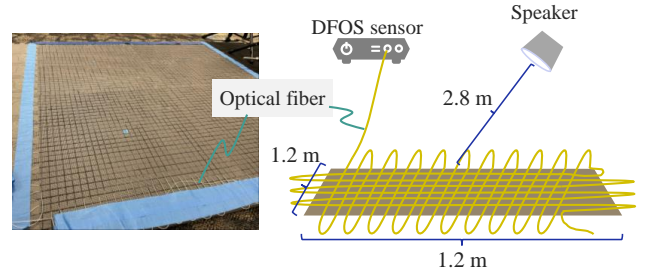 Speaker
DFOS sensor
Optical fiber
2.8 m
1.2 m
1.2 m